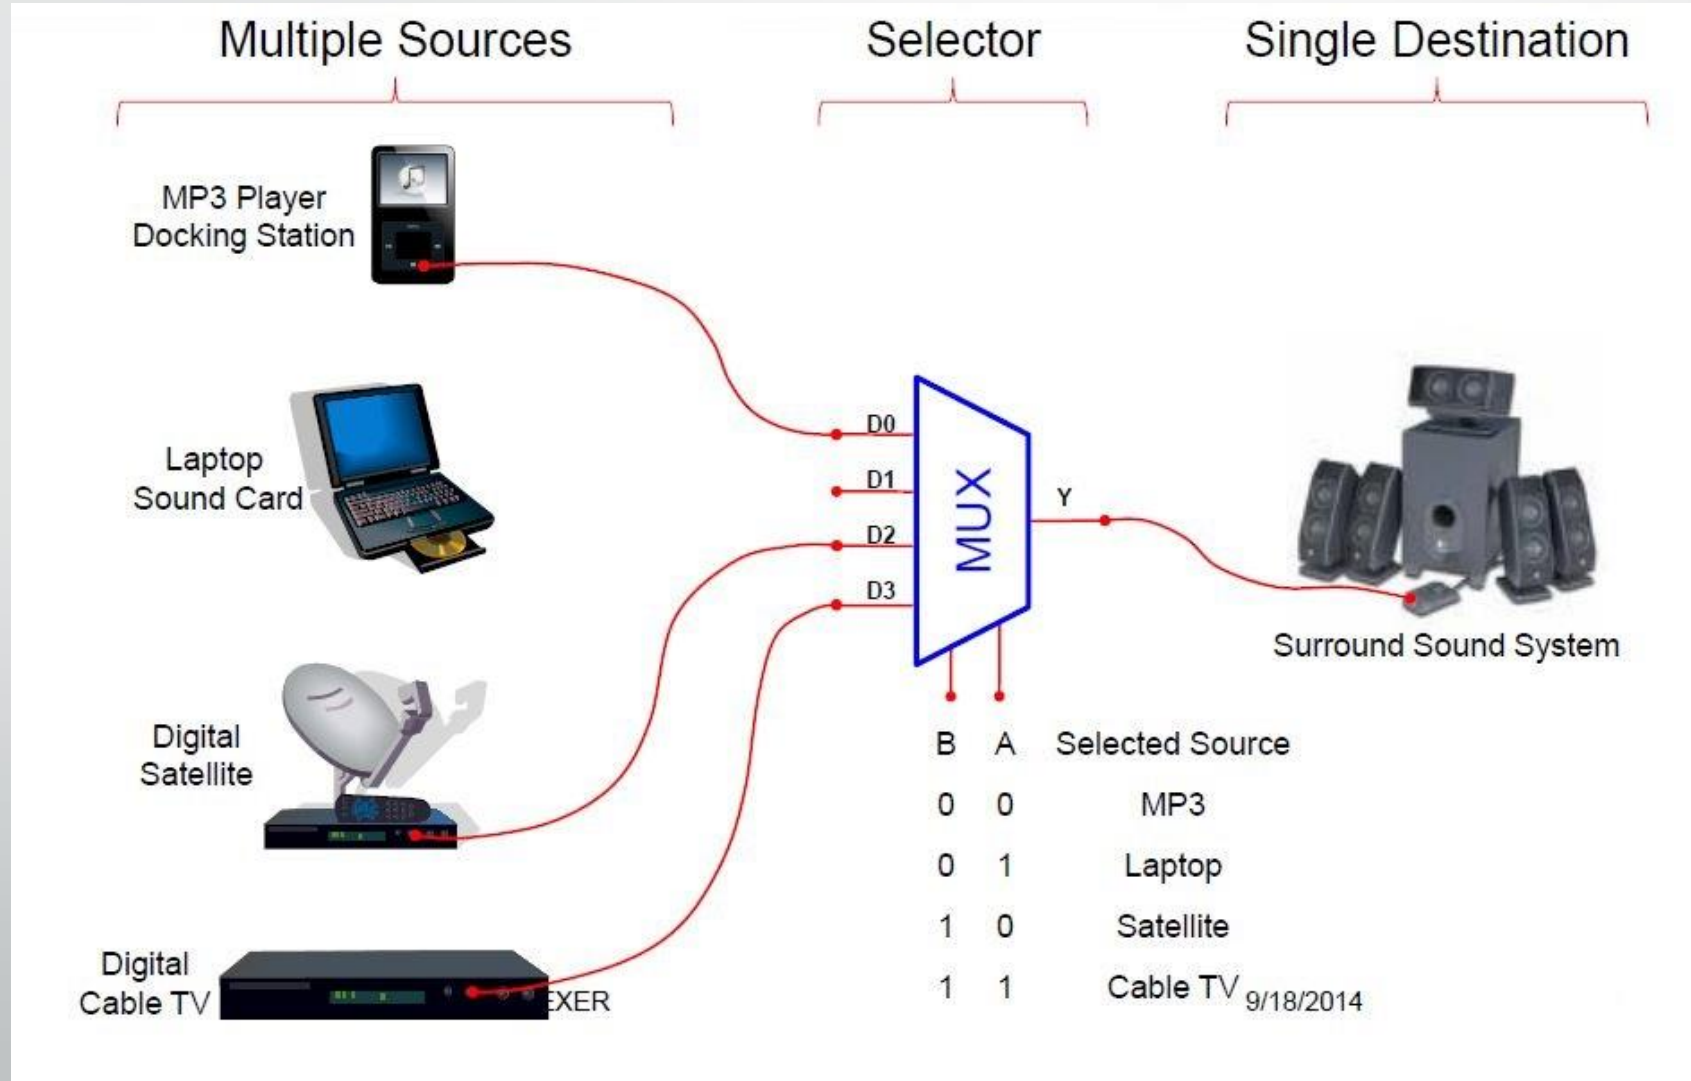 Multiple Sources
Selector
Single Destination
MP3 Player
Docking Station
Laptop
Sound Card
Digital
Satellite
Digital
Cable TV
EXER
D0
D1
D2
D3
MUX
Y
Surround Sound System
B A Selected Source
0 0 MP3
0 1 Laptop
1 0 Satellite
1 1 Cable TV
9/18/2014